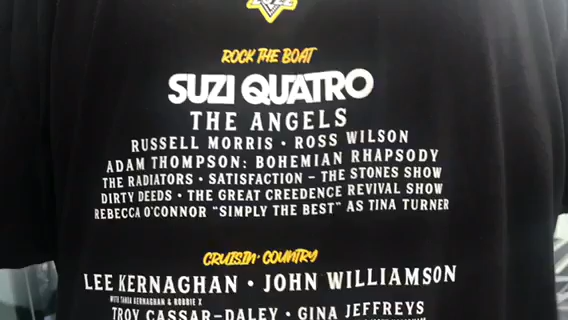 ROCK THE BOAT
SUZI QUATRO
THE ANGELS
RUSSELL MORRIS • ROSS WILSON
ADAM THOMPSON: BOHEMIAN RHAPSODY
THE RADIATORS • SATISFACTION – THE STONES SHOW
DIRTY DEEDS • THE GREAT CREEDENCE REVIVAL SHOW
REBECCA O'CONNOR "SIMPLY THE BEST" AS TINA TURNER
CRUISIN' COUNTRY
LEE KERNAGHAN • JOHN WILLIAMSON
WITH TANIA KERNAGHAN & ROBBIE X
TROY CASSAR-DALEY • GINA JEFFREYS